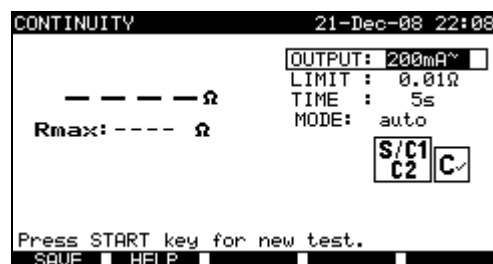 CONTINUITY 21-Dec-08 22:08
OUTPUT: 200mA~
LIMIT : 0.01Ω
TIME : 5s
MODE: auto
– – – – Ω
Rmax: - - - - Ω
S/C1
C2
C✓
Press START key for new test.
SAVE HELP